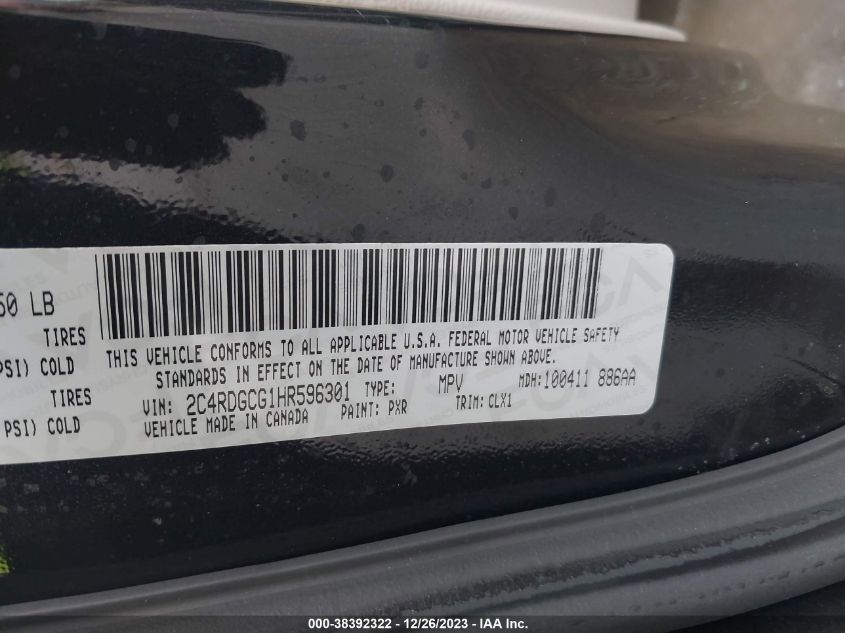 50 LB
TIRES
PSI) COLD
TIRES
PSI) COLD
THIS VEHICLE CONFORMS TO ALL APPLICABLE U.S.A. FEDERAL MOTOR VEHICLE SAFETY
STANDARDS IN EFFECT ON THE DATE OF MANUFACTURE SHOWN ABOVE.
VIN: 2C4RDGCG1HR596301 TYPE: MPV MDH:100411 886AA
VEHICLE MADE IN CANADA PAINT: PXR TRIM: CLX1
000-38392322 - 12/26/2023 - IAA Inc.